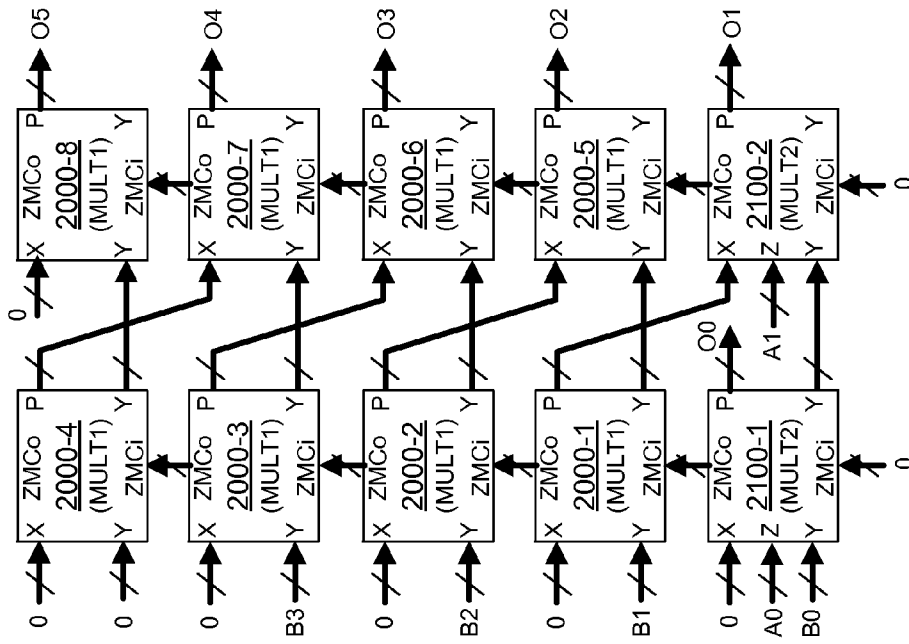 0
X ZMCo P
2000-4
(MULT1)
ZMCi
Y Y
0
0
X ZMCo P
2000-8
(MULT1)
ZMCi
Y Y
O5
0
X ZMCo P
2000-3
(MULT1)
ZMCi
Y Y
B3
X ZMCo P
2000-7
(MULT1)
ZMCi
Y Y
O4
0
X ZMCo P
2000-2
(MULT1)
ZMCi
Y Y
B2
X ZMCo P
2000-6
(MULT1)
ZMCi
Y Y
O3
0
X ZMCo P
2000-1
(MULT1)
ZMCi
Y Y
B1
X ZMCo P
2000-5
(MULT1)
ZMCi
Y Y
O2
0
A0
B0
X ZMCo P
Z 2100-1
(MULT2)
Y ZMCi Y
0
O0
A1
X ZMCo P
Z 2100-2
(MULT2)
Y ZMCi Y
0
O1